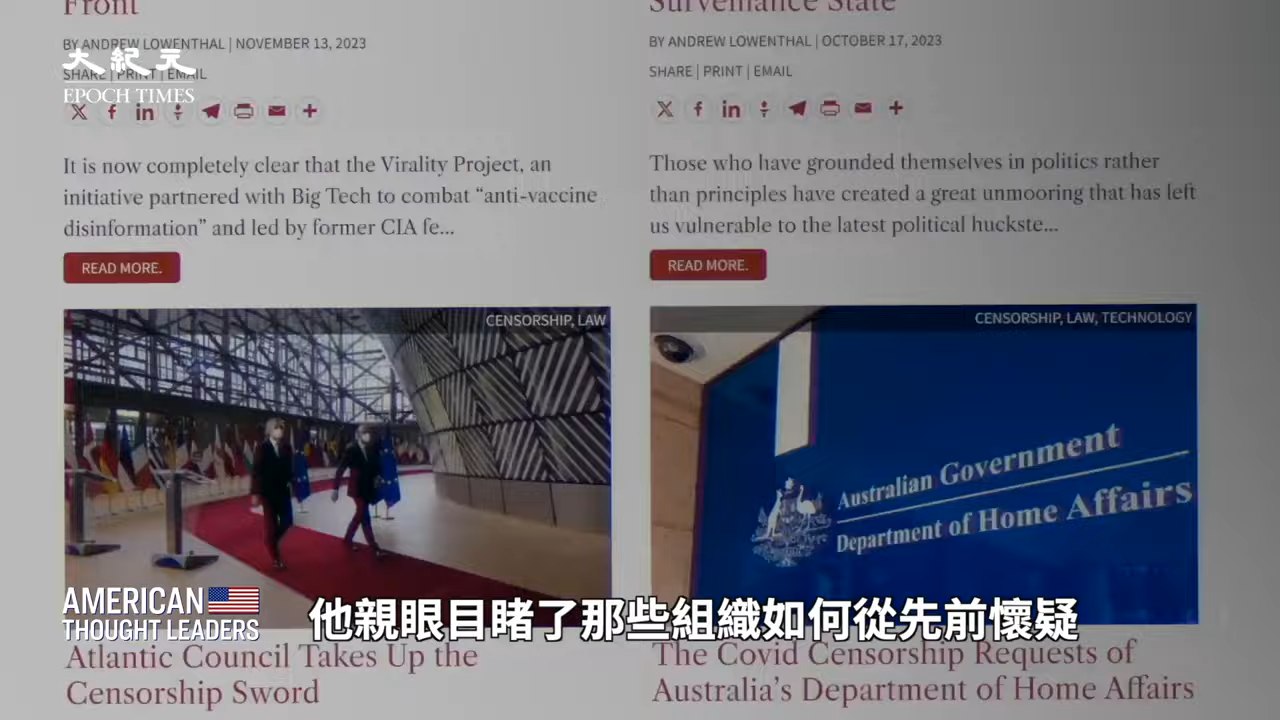 Front
BY ANDREW LOWENTHAL | NOVEMBER 13, 2023
SHARE | PRINT | EMAIL
It is now completely clear that the Virality Project, an
initiative partnered with Big Tech to combat “anti-vaccine
disinformation” and led by former CIA fe...
READ MORE.
CENSORSHIP, LAW
Atlantic Council Takes Up the
Censorship Sword
Surveillance State
BY ANDREW LOWENTHAL | OCTOBER 17, 2023
SHARE | PRINT | EMAIL
Those who have grounded themselves in politics rather
than principles have created a great unmooring that has left
us vulnerable to the latest political huckste...
READ MORE.
CENSORSHIP, LAW, TECHNOLOGY
Australian Government
Department of Home Affairs
The Covid Censorship Requests of
Australia’s Department of Home Affairs
大紀元
EPOCH TIMES
AMERICAN
THOUGHT LEADERS
他親眼目睹了那些組織如何從先前懷疑